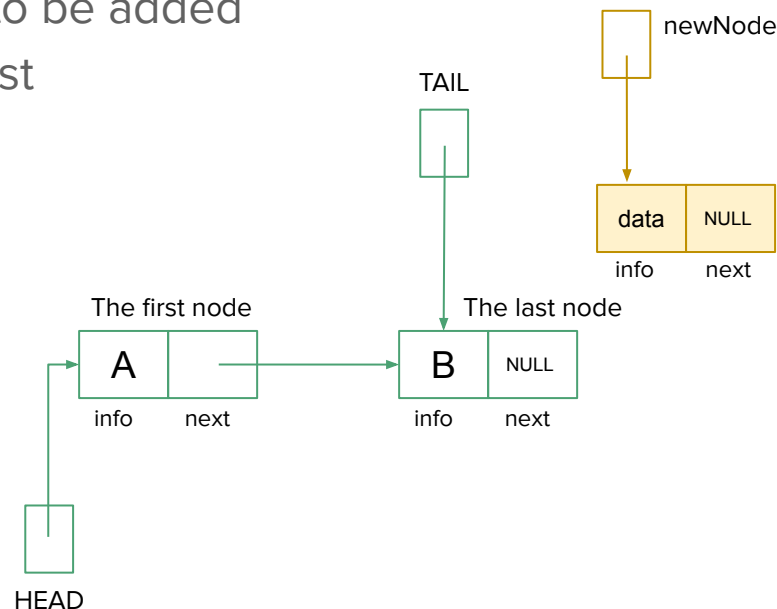 to be added
st
newNode
TAIL
data NULL
info next
The first node
The last node
A
B NULL
info next
info next
HEAD